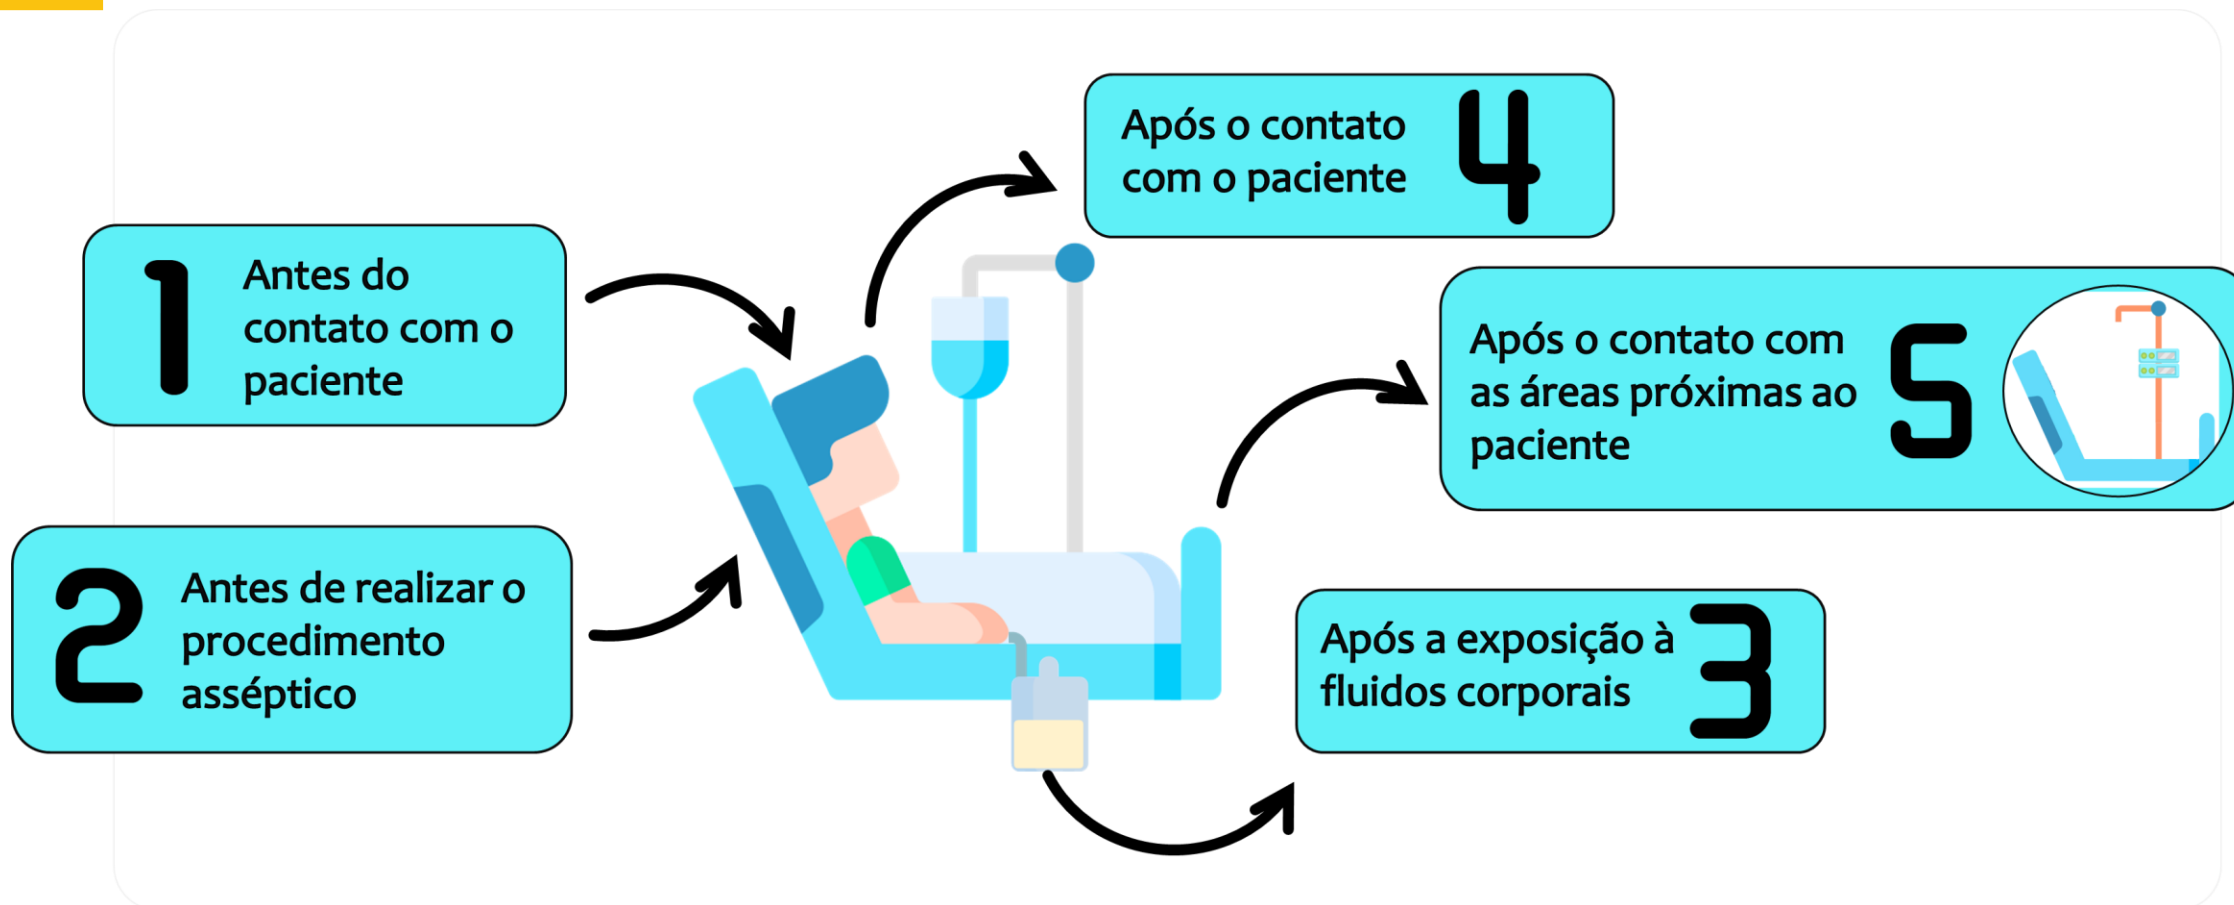 1
Antes do
contato com o
paciente
2
Antes de realizar o
procedimento
asséptico
Após a exposição à
fluidos corporais
3
Após o contato
com o paciente
4
Após o contato com
as áreas próximas ao
paciente
5